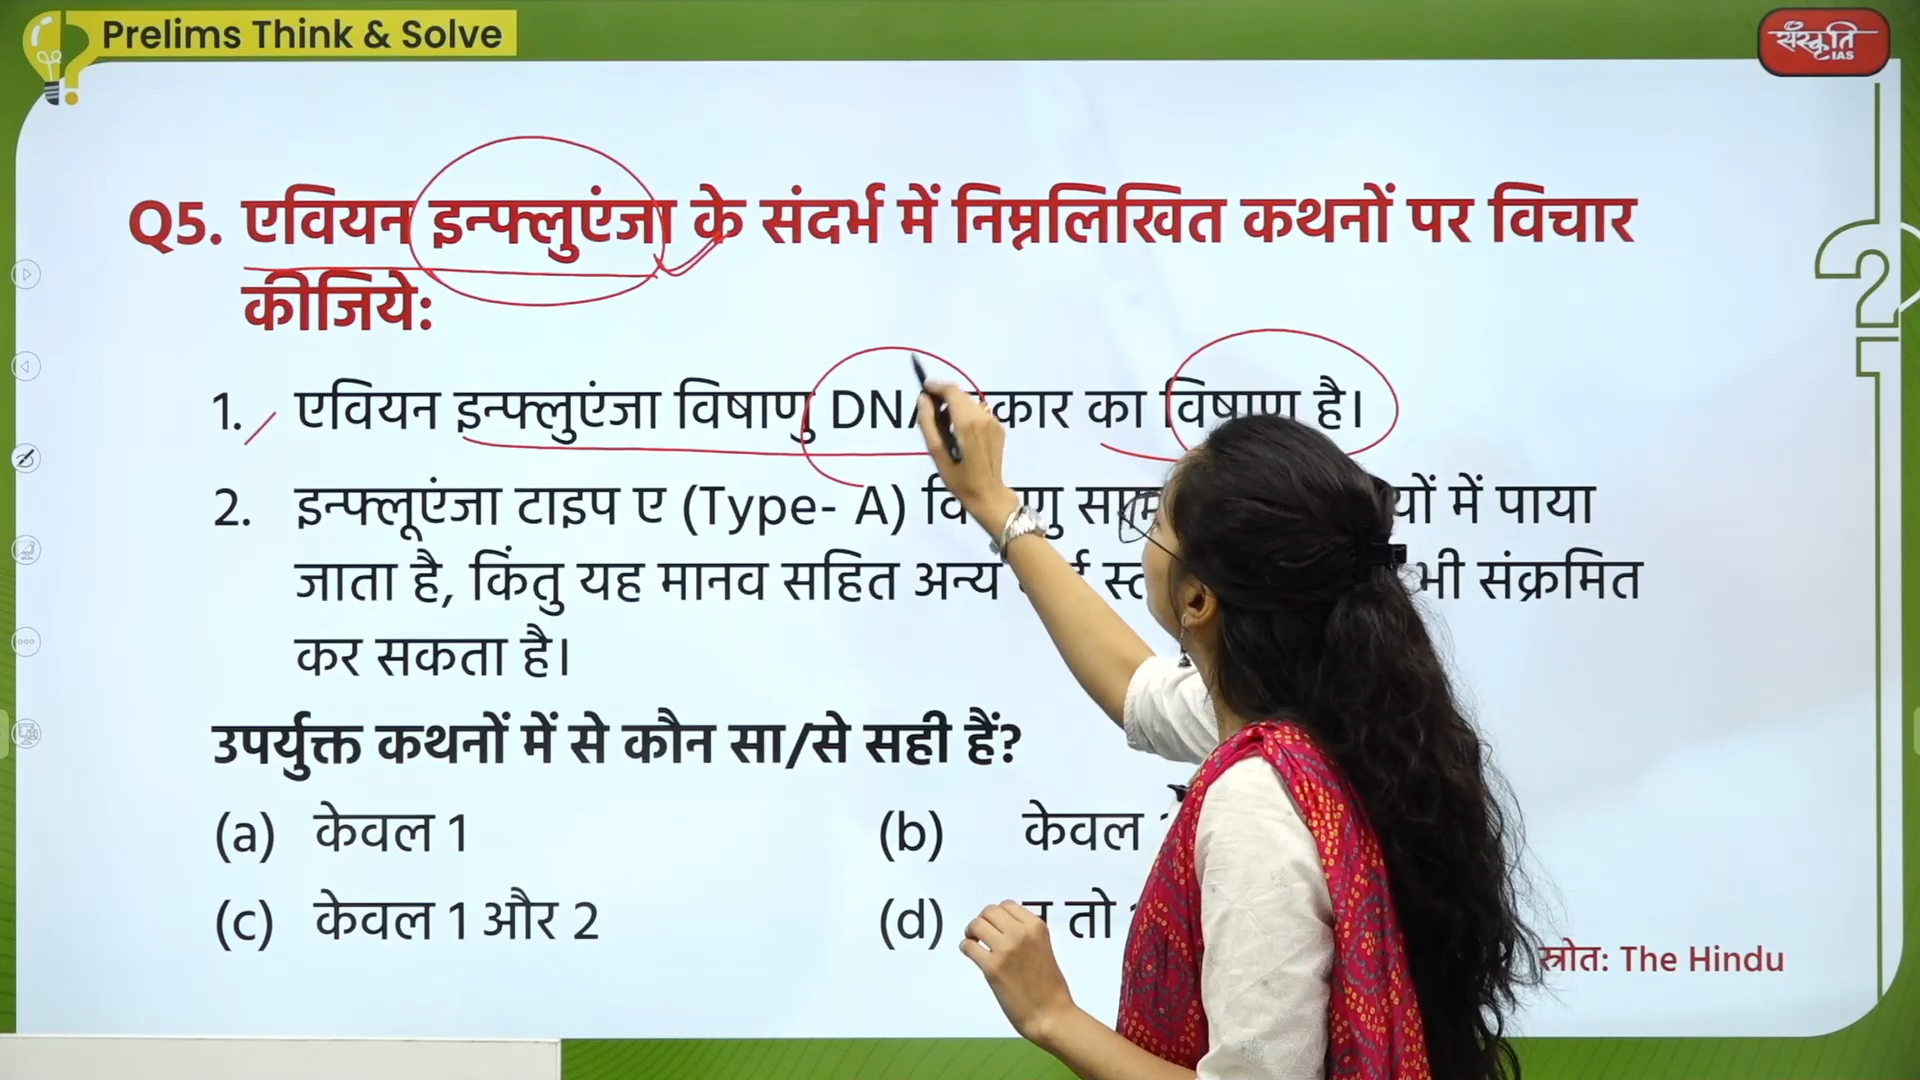 Prelims Think & Solve
संस्कृति
IAS
Q5. एवियन इन्फ्लुएंजा के संदर्भ में निम्नलिखित कथनों पर विचार
कीजिये:
1. एवियन इन्फ्लुएंजा विषाणु DNA का विषाणु है।
2. इन्फ्लूएंजा टाइप ए (Type- A) में पाया
जाता है, किंतु यह मानव सहित अन्य भी संक्रमित
कर सकता है।
उपर्युक्त कथनों में से कौन सा/से सही हैं?
(a) केवल 1
(b) केवल
(c) केवल 1 और 2
(d) तो
स्रोत: The Hindu